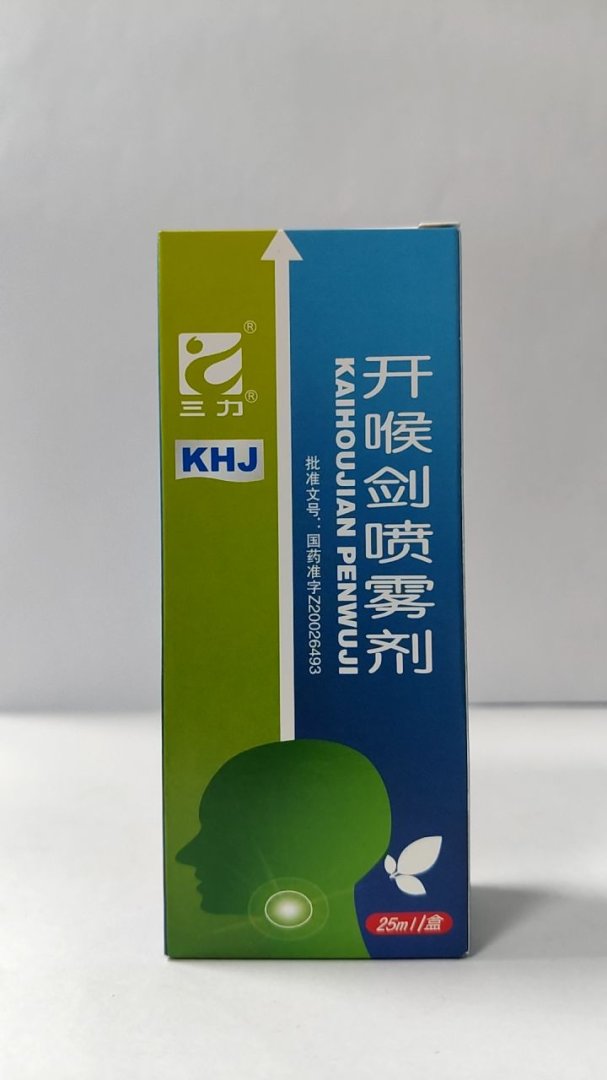 ®
三力®
KHJ
开喉剑喷雾剂
KAIHOUJIAN PENWUJI
批准文号：国药准字Z20026493
25ml/盒